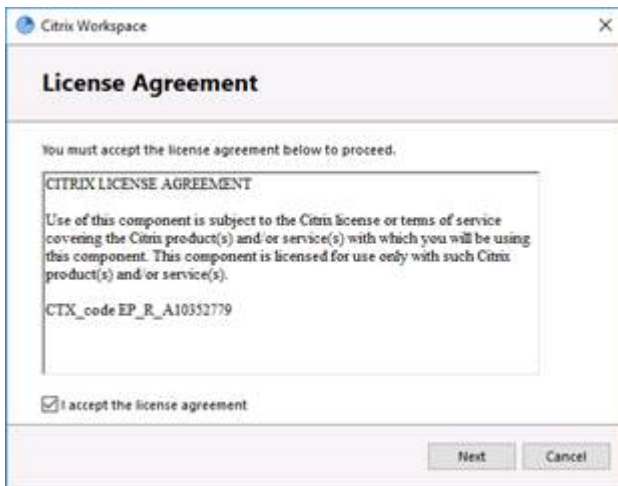 Citrix Workspace
License Agreement
You must accept the license agreement below to proceed.
CITRIX LICENSE AGREEMENT
Use of this component is subject to the Citrix license or terms of service
covering the Citrix product(s) and/or service(s) with which you will be using
this component. This component is licensed for use only with such Citrix
product(s) and/or service(s).
CTX_code EP_R_A10352779
I accept the license agreement
Next Cancel